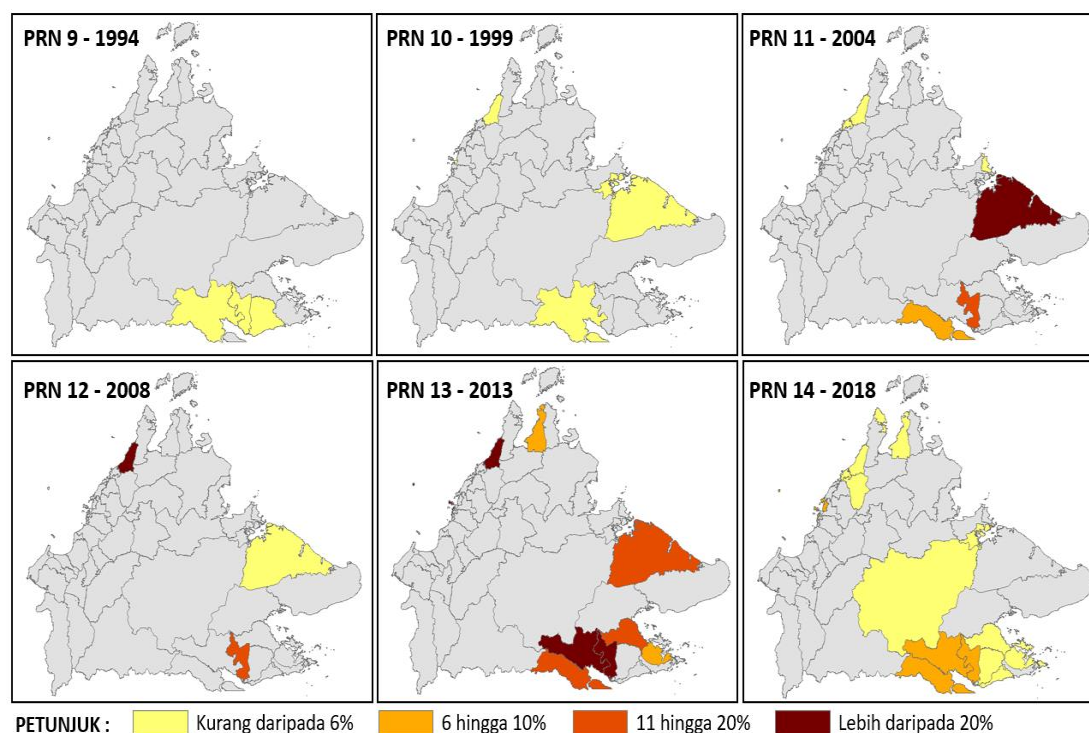 PRN 9 - 1994
PRN 10 - 1999
PRN 11 - 2004
PRN 12 - 2008
PRN 13 - 2013
PRN 14 - 2018
PETUNJUK : Kurang daripada 6% 6 hingga 10% 11 hingga 20% Lebih daripada 20%